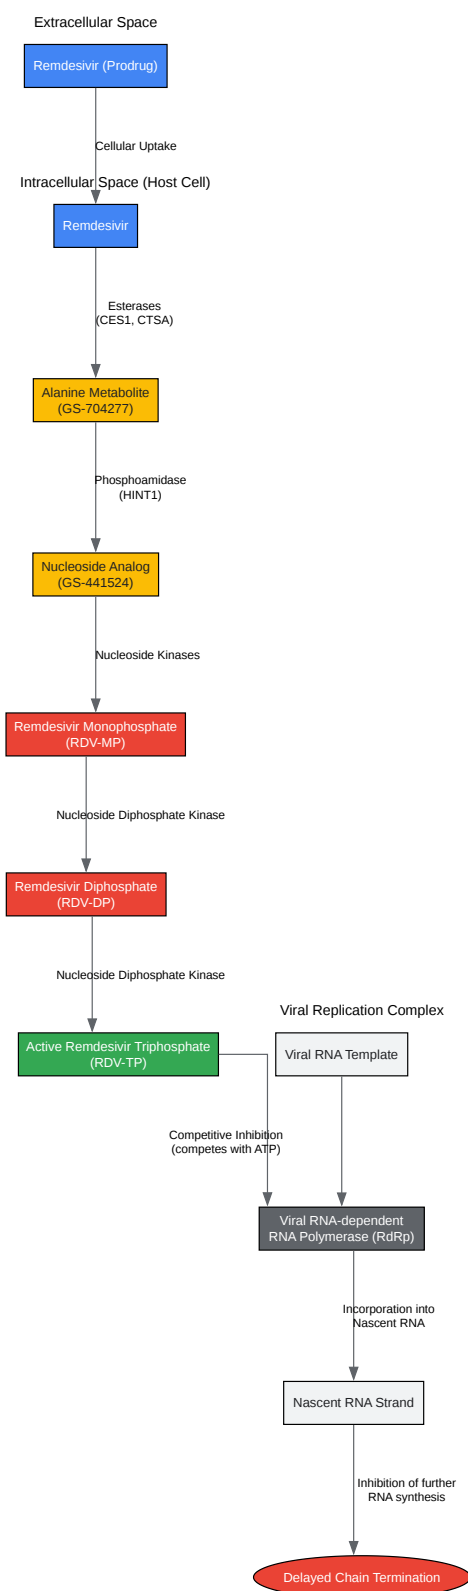 Extracellular Space
Remdesivir (Prodrug)
Cellular Uptake
Intracellular Space (Host Cell)
Remdesivir
Esterases
(CES1, CTSA)
Alanine Metabolite
(GS-704277)
Phosphoamidase
(HINT1)
Nucleoside Analog
(GS-441524)
Nucleoside Kinases
Remdesivir Monophosphate
(RDV-MP)
Nucleoside Diphosphate Kinase
Remdesivir Diphosphate
(RDV-DP)
Nucleoside Diphosphate Kinase
Active Remdesivir Triphosphate
(RDV-TP)
Viral Replication Complex
Viral RNA Template
Competitive Inhibition
(competes with ATP)
Viral RNA-dependent
RNA Polymerase (RdRp)
Incorporation into
Nascent RNA
Nascent RNA Strand
Inhibition of further
RNA synthesis
Delayed Chain Termination